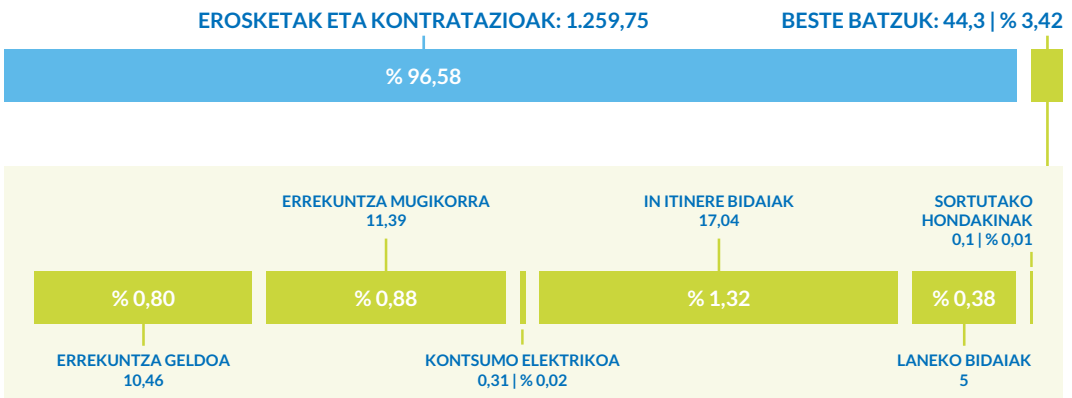 EROSKETAK ETA KONTRATAZIOAK: 1.259,75
BESTE BATZUK: 44,3 | % 3,42
% 96,58
ERREKUNTZA MUGIKORRA
11,39
IN ITINERE BIDAIAK
17,04
SORTUTAKO
HONDAKINAK
0,1 | % 0,01
% 0,80
% 0,88
% 1,32
% 0,38
ERREKUNTZA GELDOA
10,46
KONTSUMO ELEKTRIKOA
0,31 | % 0,02
LANEKO BIDAIAK
5